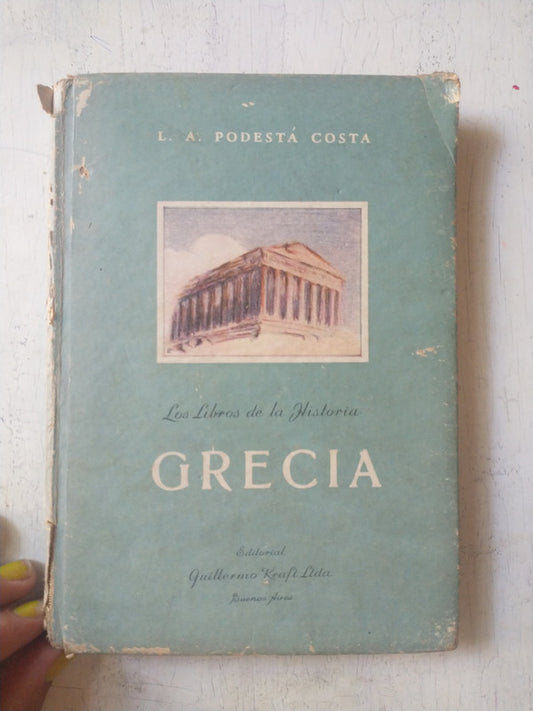 L. A. PODESTÁ COSTA
Los Libros de la Historia
GRECIA
Editorial
Guillermo Kraft Ltda
Buenos Aires